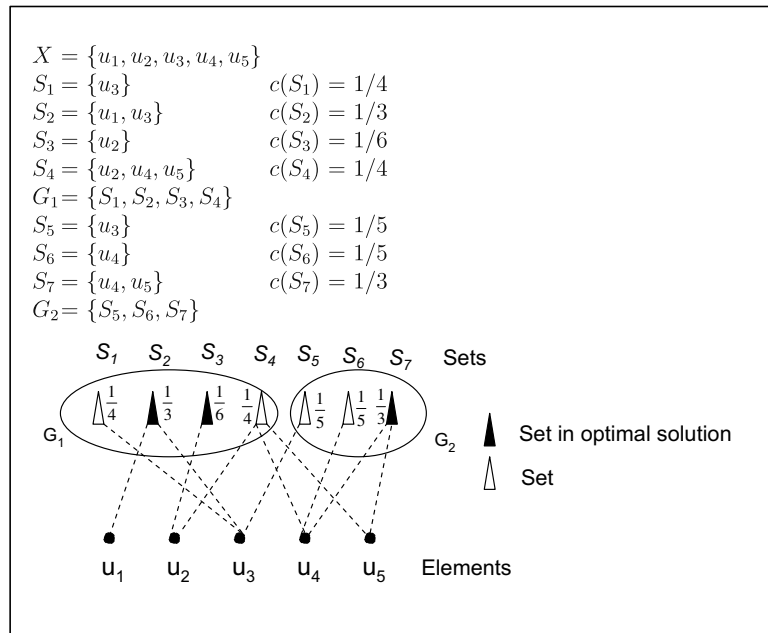 X = {u₁, u₂, u₃, u₄, u₅}
S₁ = {u₃} c(S₁) = 1/4
S₂ = {u₁, u₃} c(S₂) = 1/3
S₃ = {u₂} c(S₃) = 1/6
S₄ = {u₂, u₄, u₅} c(S₄) = 1/4
G₁= {S₁, S₂, S₃, S₄}
S₅ = {u₃} c(S₅) = 1/5
S₆ = {u₄} c(S₆) = 1/5
S₇ = {u₄, u₅} c(S₇) = 1/3
G₂= {S₅, S₆, S₇}
S₁ S₂ S₃ S₄ S₅ S₆ S₇ Sets
1/4 1/3 1/6 1/4 1/5 1/5 1/3
G₁ G₂
Set in optimal solution
Set
u₁ u₂ u₃ u₄ u₅ Elements